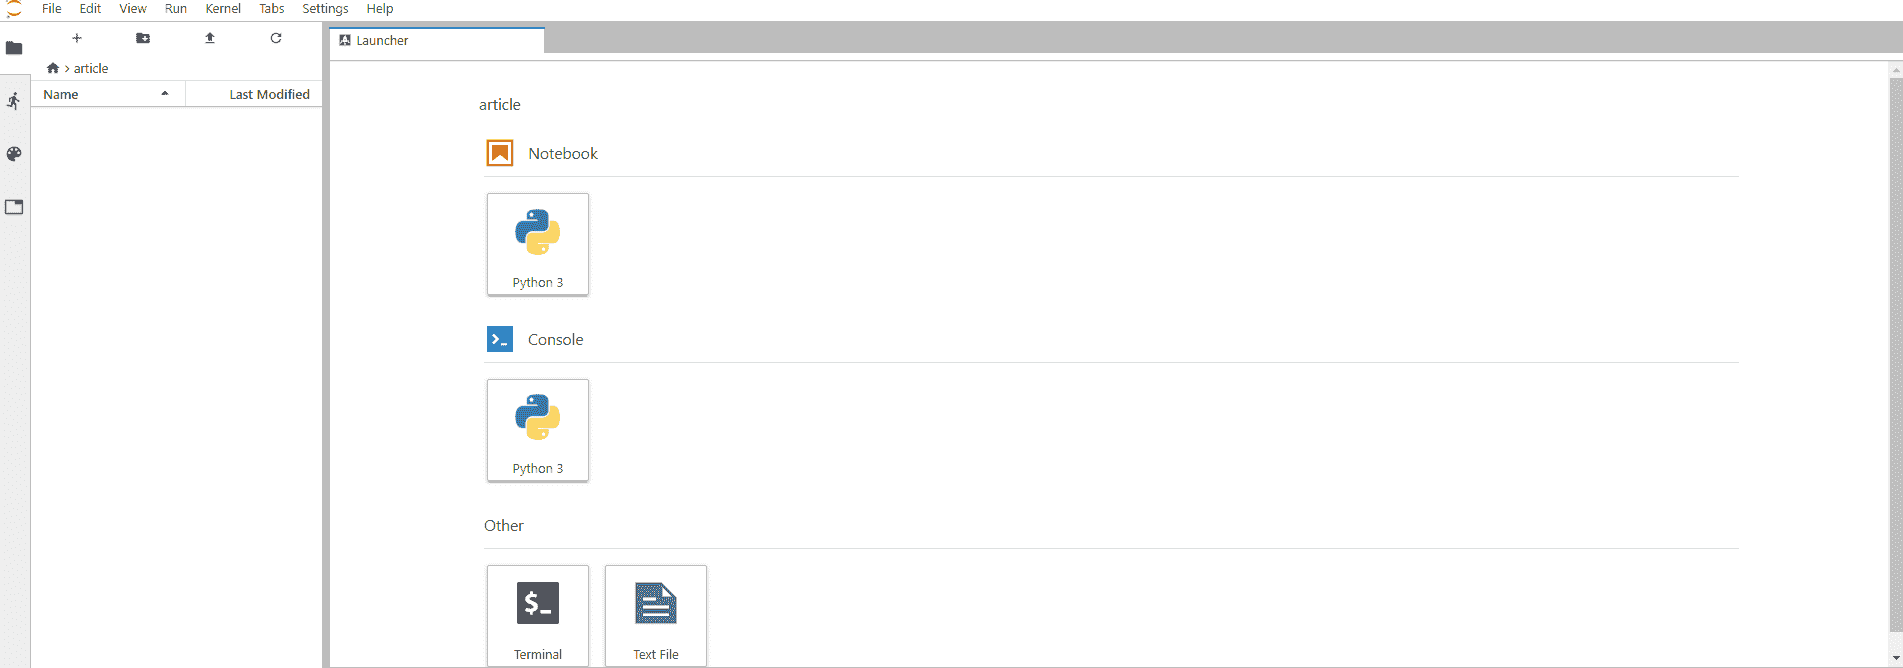 File Edit View Run Kernel Tabs Settings Help
Launcher
article
Name Last Modified
article
Notebook
Python 3
Console
Python 3
Other
$_
Terminal Text File